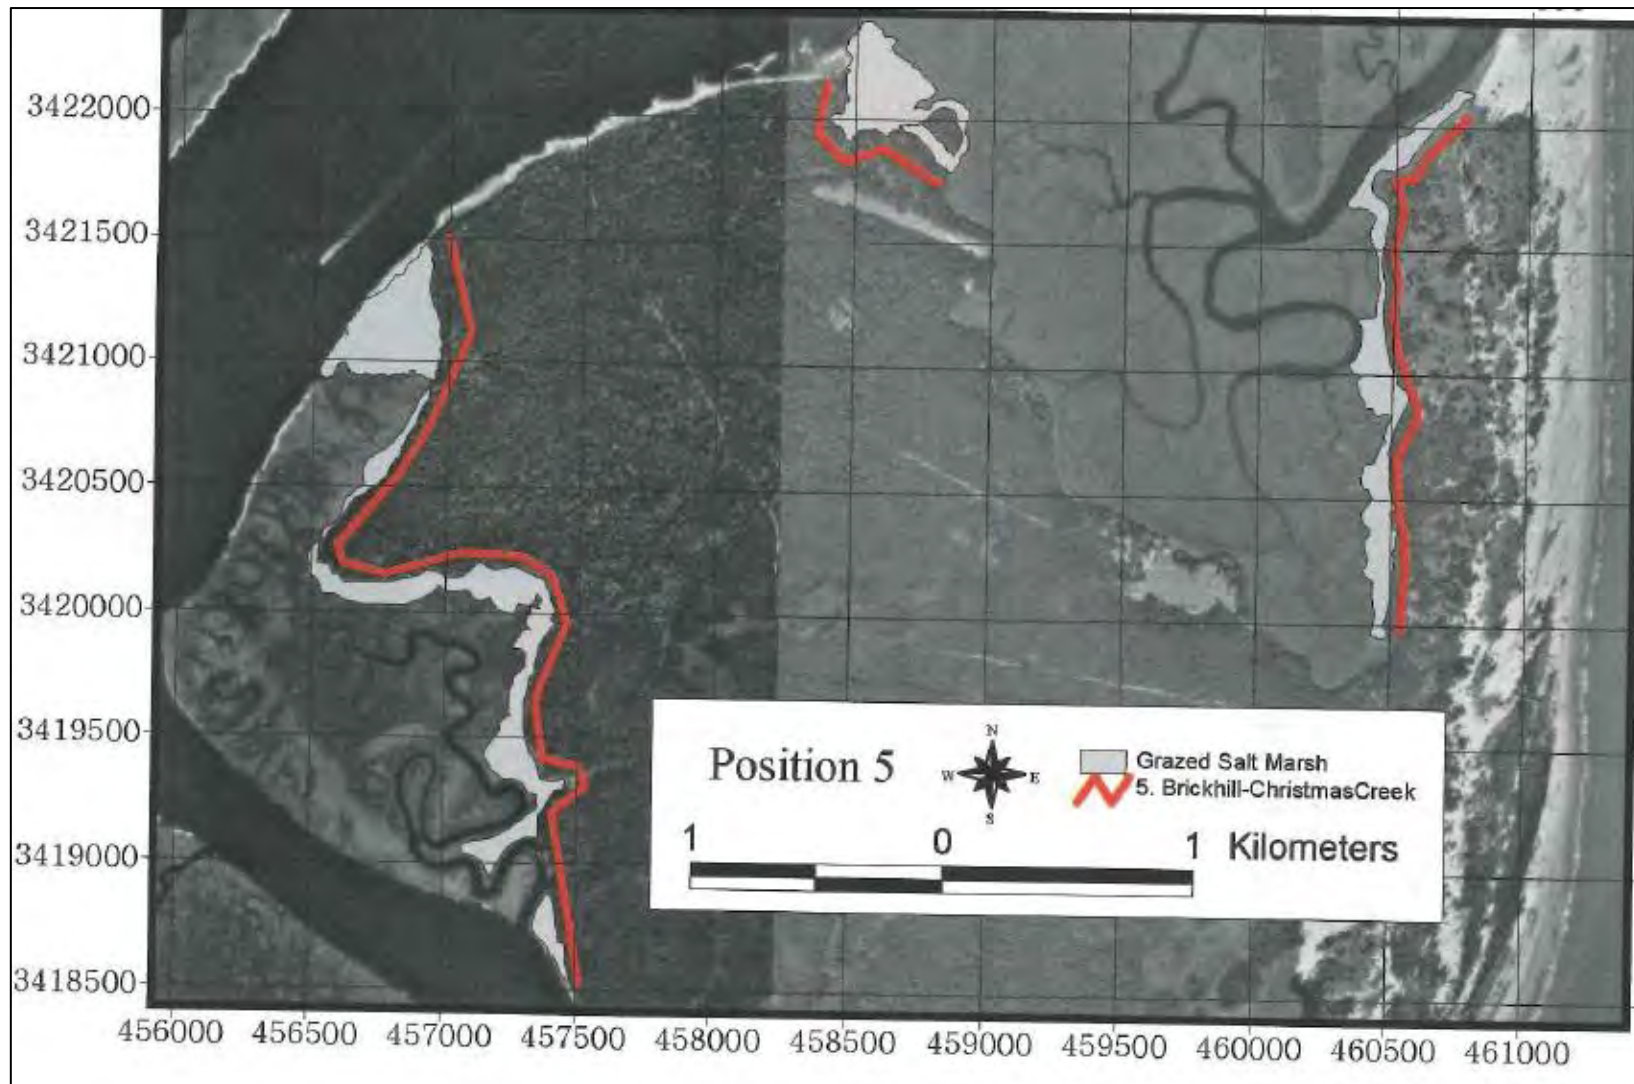 3422000
3421500
3421000
3420500
3420000
3419500
3419000
3418500
Position 5
N
W
E
S
Grazed Salt Marsh
5. Brickhill-ChristmasCreek
1 0 1 Kilometers
456000 456500 457000 457500 458000 458500 459000 459500 460000 460500 461000